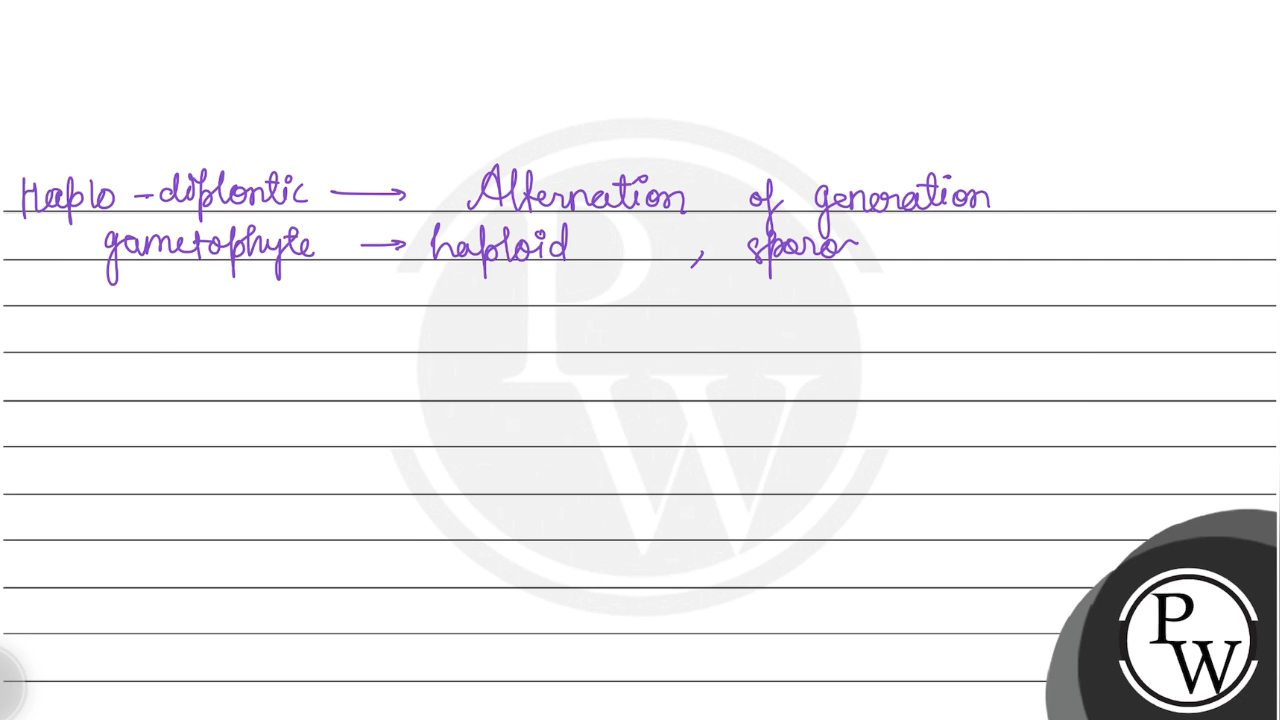 Haplo-diplontic → Alternation of generation
gametophyte → haploid , sporo
P
W
P
W